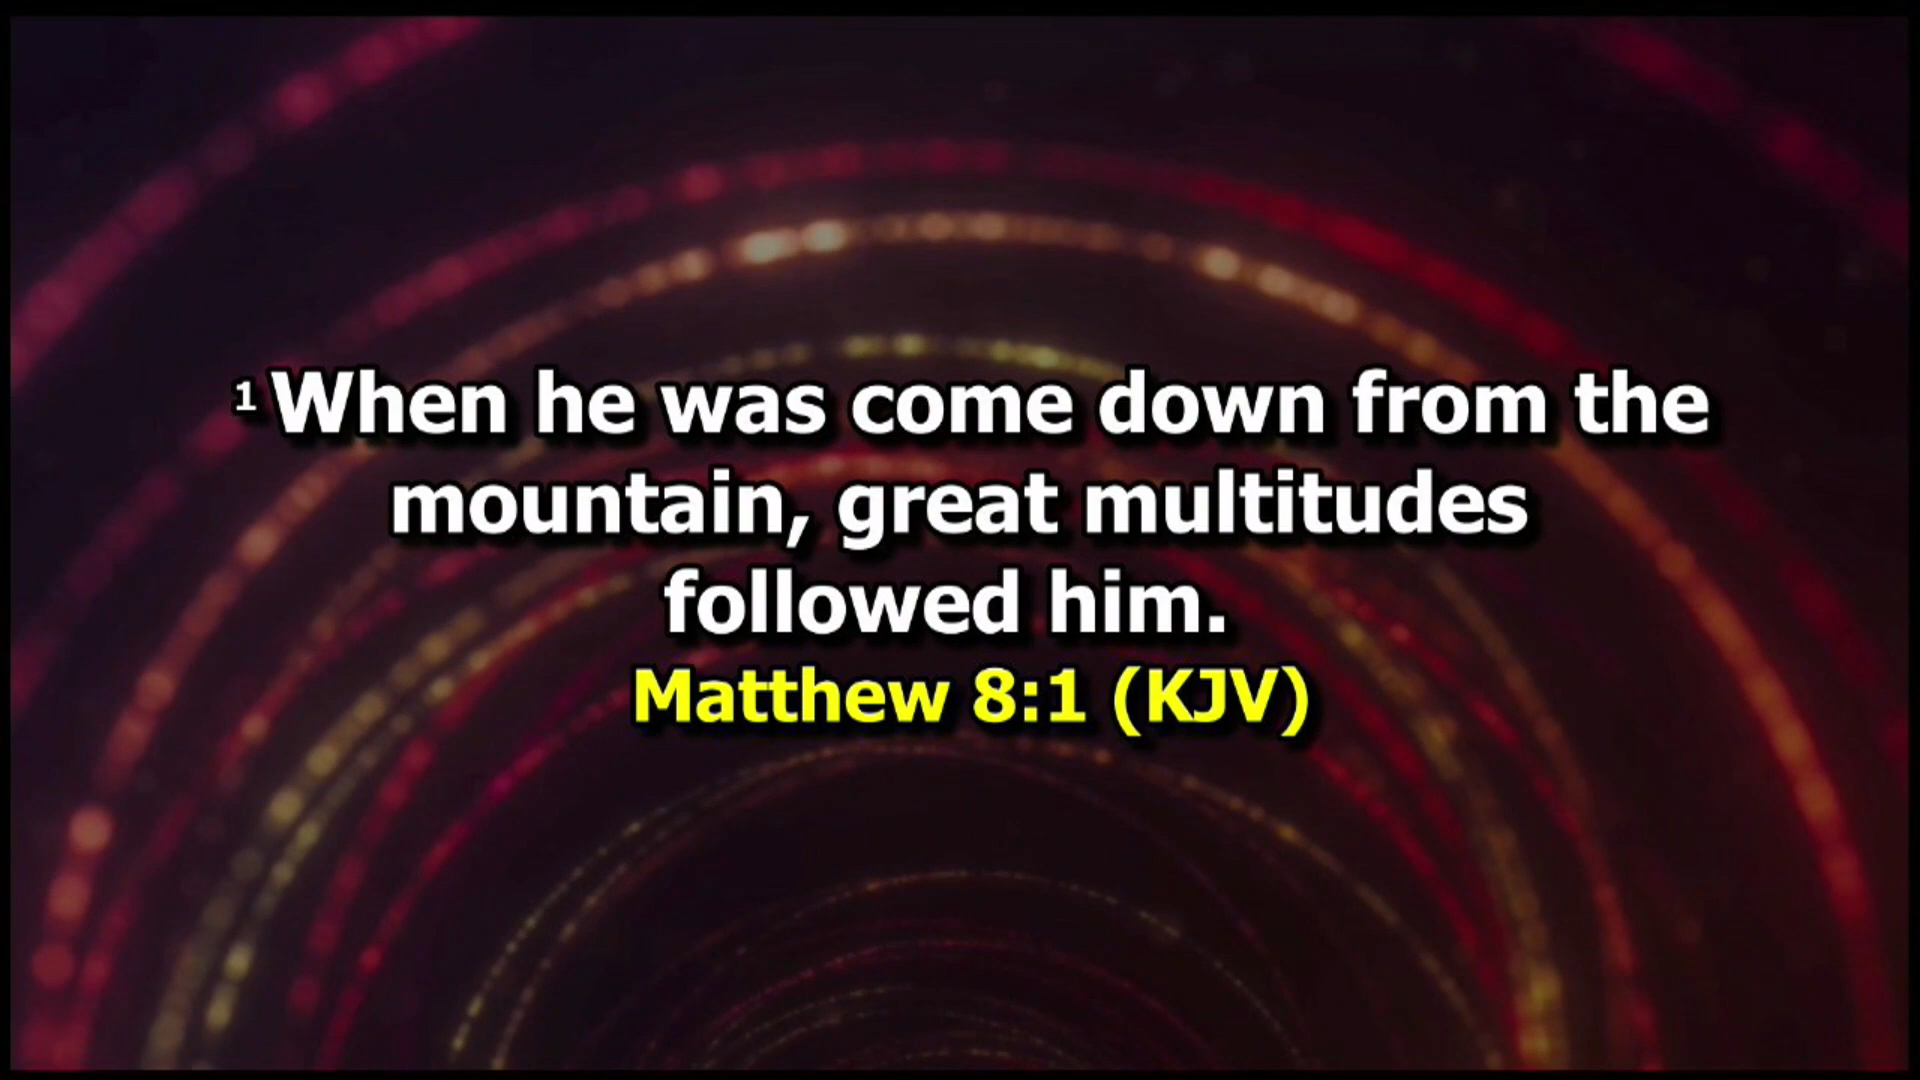 1 When he was come down from the
mountain, great multitudes
followed him.
Matthew 8:1 (KJV)